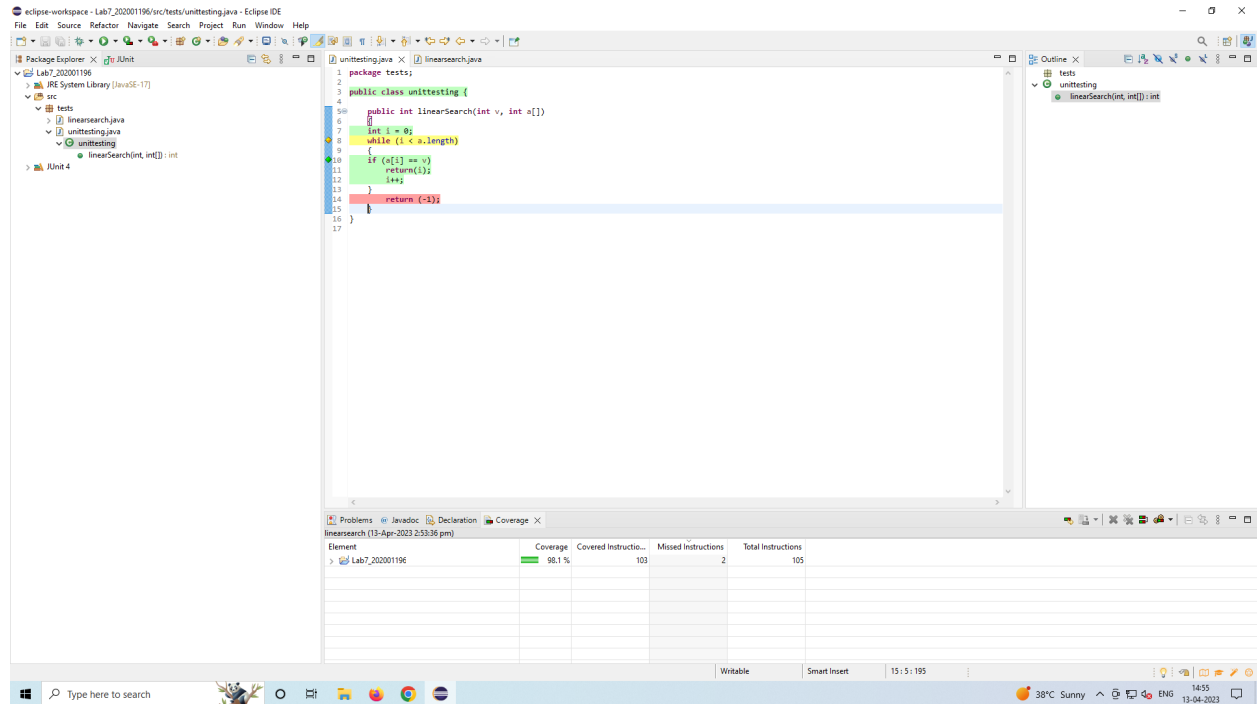 eclipse-workspace - Lab7_202001196/src/tests/unittesting.java - Eclipse IDE
File Edit Source Refactor Navigate Search Project Run Window Help
Package Explorer JUnit
Lab7_202001196
JRE System Library [JavaSE-17]
src
tests
linearsearch.java
unittesting.java
unittesting
linearSearch(int, int[]) : int
JUnit 4
unittesting.java linearsearch.java
1 package tests;
2
3 public class unittesting {
4
5 public int linearSearch(int v, int a[])
6 {
7 int i = 0;
8 while (i < a.length)
9 {
10 if (a[i] == v)
11 return(i);
12 i++;
13 }
14 return (-1);
15 }
16 }
17
Outline
tests
unittesting
linearSearch(int, int[]) : int
Problems Javadoc Declaration Coverage
linearsearch (13-Apr-2023 2:53:36 pm)
Element Coverage Covered Instructio... Missed Instructions Total Instructions
Lab7_202001196 98.1 % 103 2 105
Writable Smart Insert 15 : 5 : 195
Type here to search
38°C Sunny ENG 14:55
13-04-2023